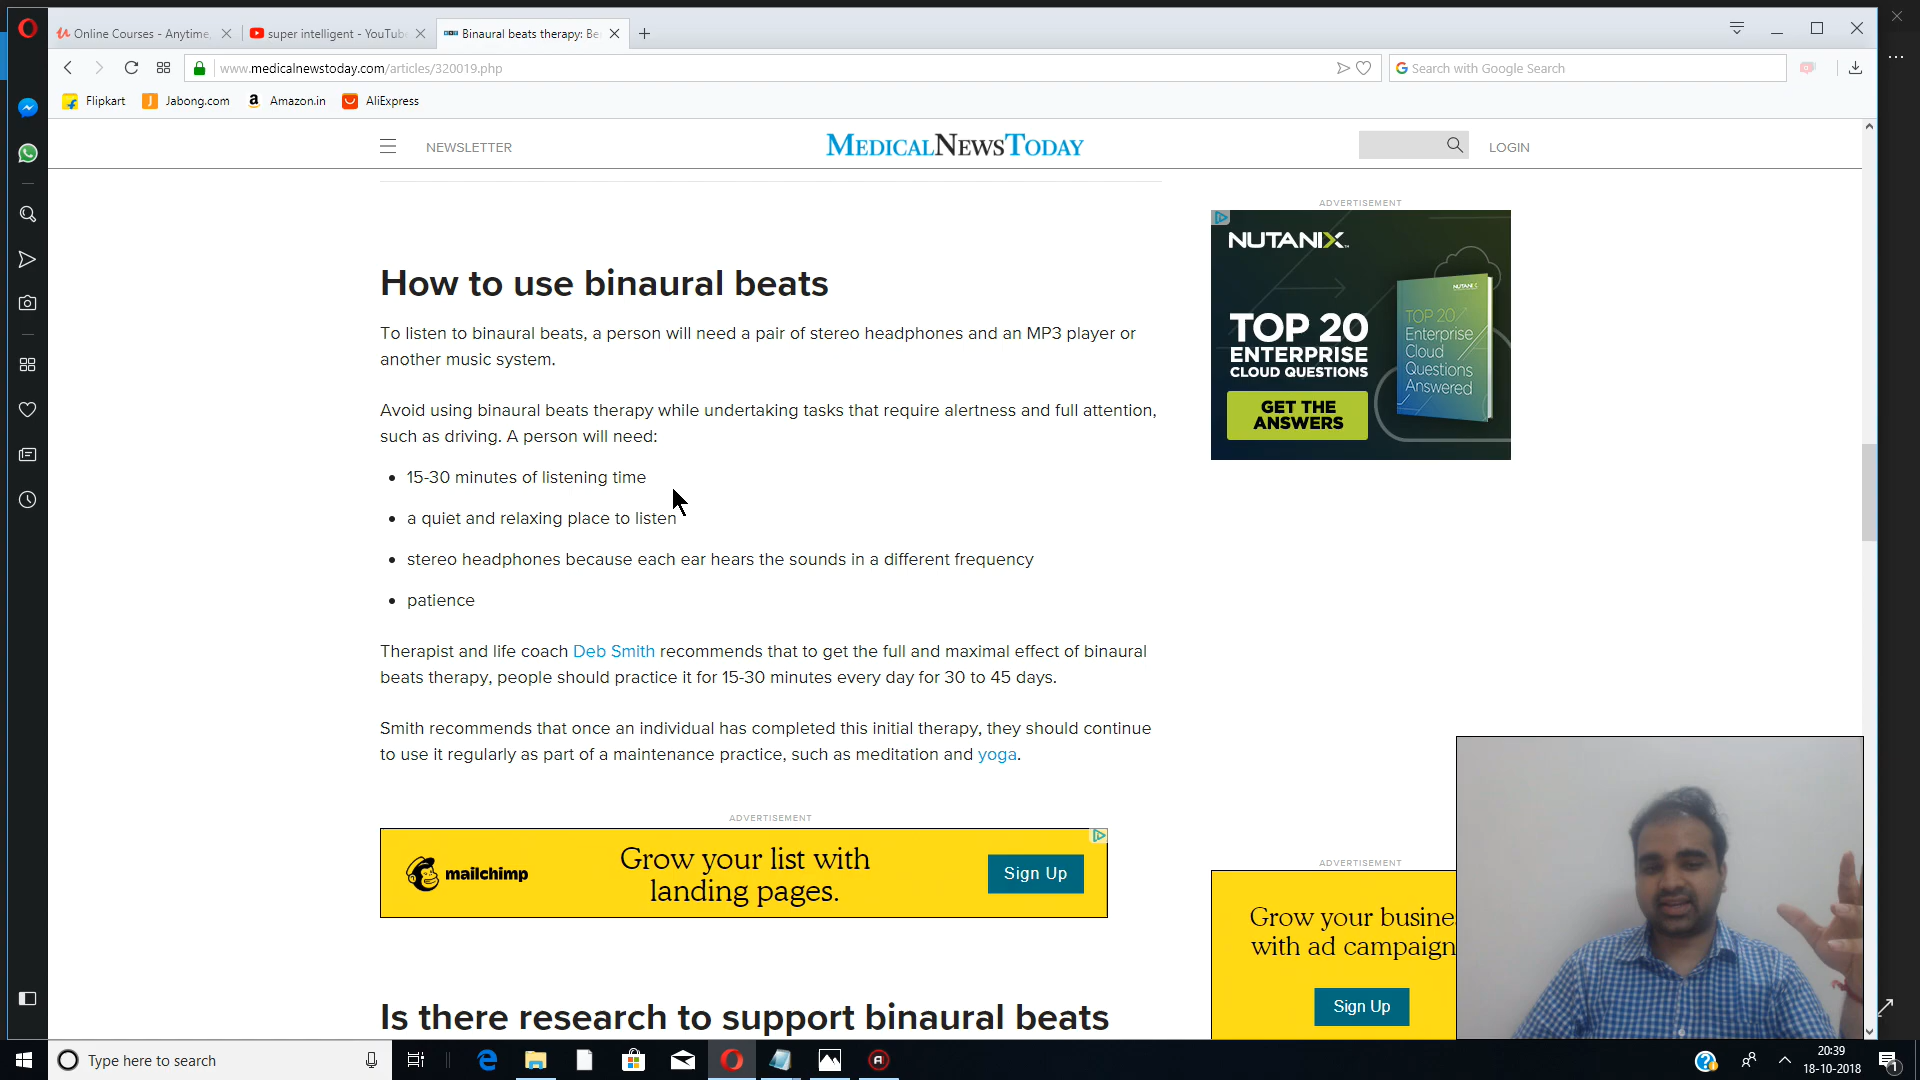 Online Courses - Anytime,
super intelligent - YouTube
Binaural beats therapy: Be
www.medicalnewstoday.com/articles/320019.php
Search with Google Search
Flipkart
Jabong.com
Amazon.in
AliExpress
NEWSLETTER
MEDICALNEWSTODAY
LOGIN
How to use binaural beats
To listen to binaural beats, a person will need a pair of stereo headphones and an MP3 player or
another music system.
Avoid using binaural beats therapy while undertaking tasks that require alertness and full attention,
such as driving. A person will need:
15-30 minutes of listening time
a quiet and relaxing place to listen
stereo headphones because each ear hears the sounds in a different frequency
patience
Therapist and life coach Deb Smith recommends that to get the full and maximal effect of binaural
beats therapy, people should practice it for 15-30 minutes every day for 30 to 45 days.
Smith recommends that once an individual has completed this initial therapy, they should continue
to use it regularly as part of a maintenance practice, such as meditation and yoga.
ADVERTISEMENT
mailchimp
Grow your list with
landing pages.
Sign Up
Is there research to support binaural beats
ADVERTISEMENT
NUTANIX
TOP 20
ENTERPRISE
CLOUD QUESTIONS
GET THE
ANSWERS
NUTANIX
TOP 20
Enterprise
Cloud
Questions
Answered
ADVERTISEMENT
Grow your busine
with ad campaign
Sign Up
Type here to search
20:39
18-10-2018
1